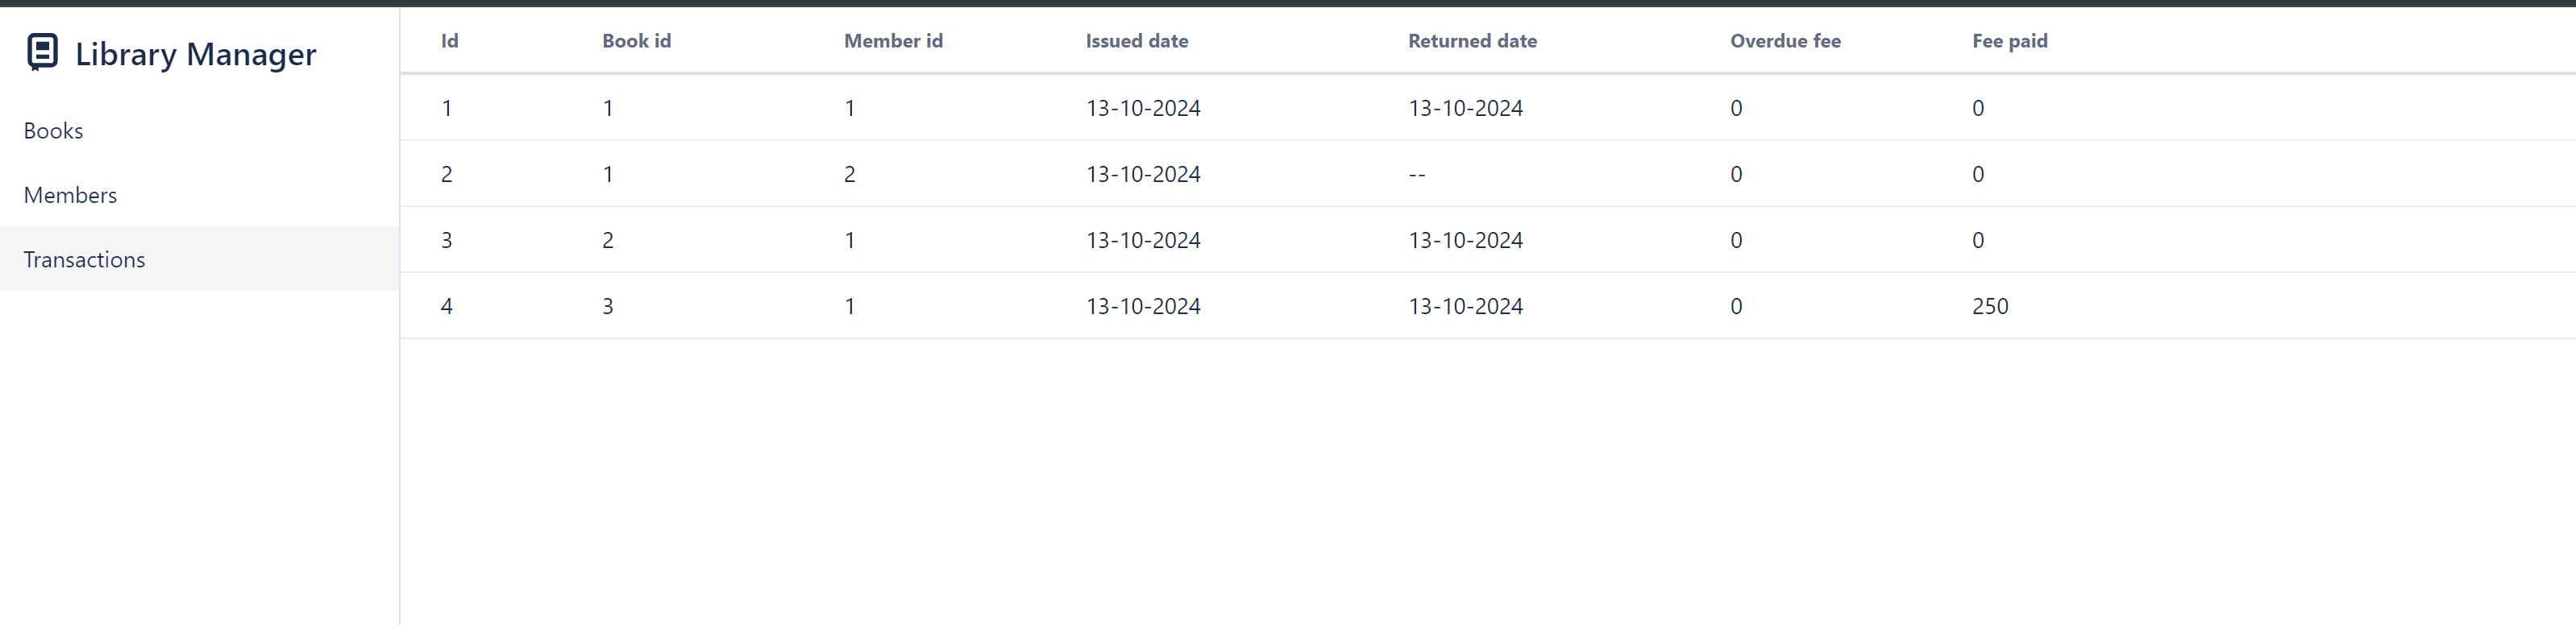 Library Manager
Books
Members
Transactions
Id Book id Member id Issued date Returned date Overdue fee Fee paid
1 1 1 13-10-2024 13-10-2024 0 0
2 1 2 13-10-2024 -- 0 0
3 2 1 13-10-2024 13-10-2024 0 0
4 3 1 13-10-2024 13-10-2024 0 250